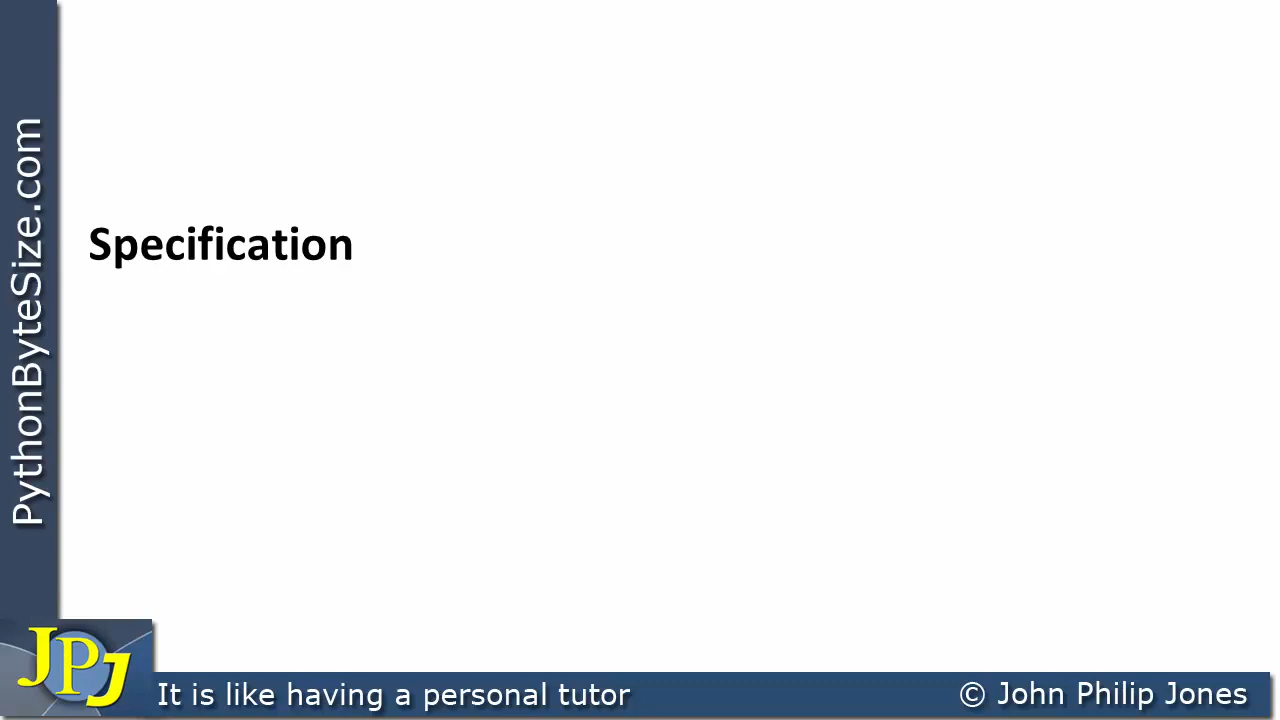 PythonByteSize.com
Specification
JPJ
It is like having a personal tutor
© John Philip Jones